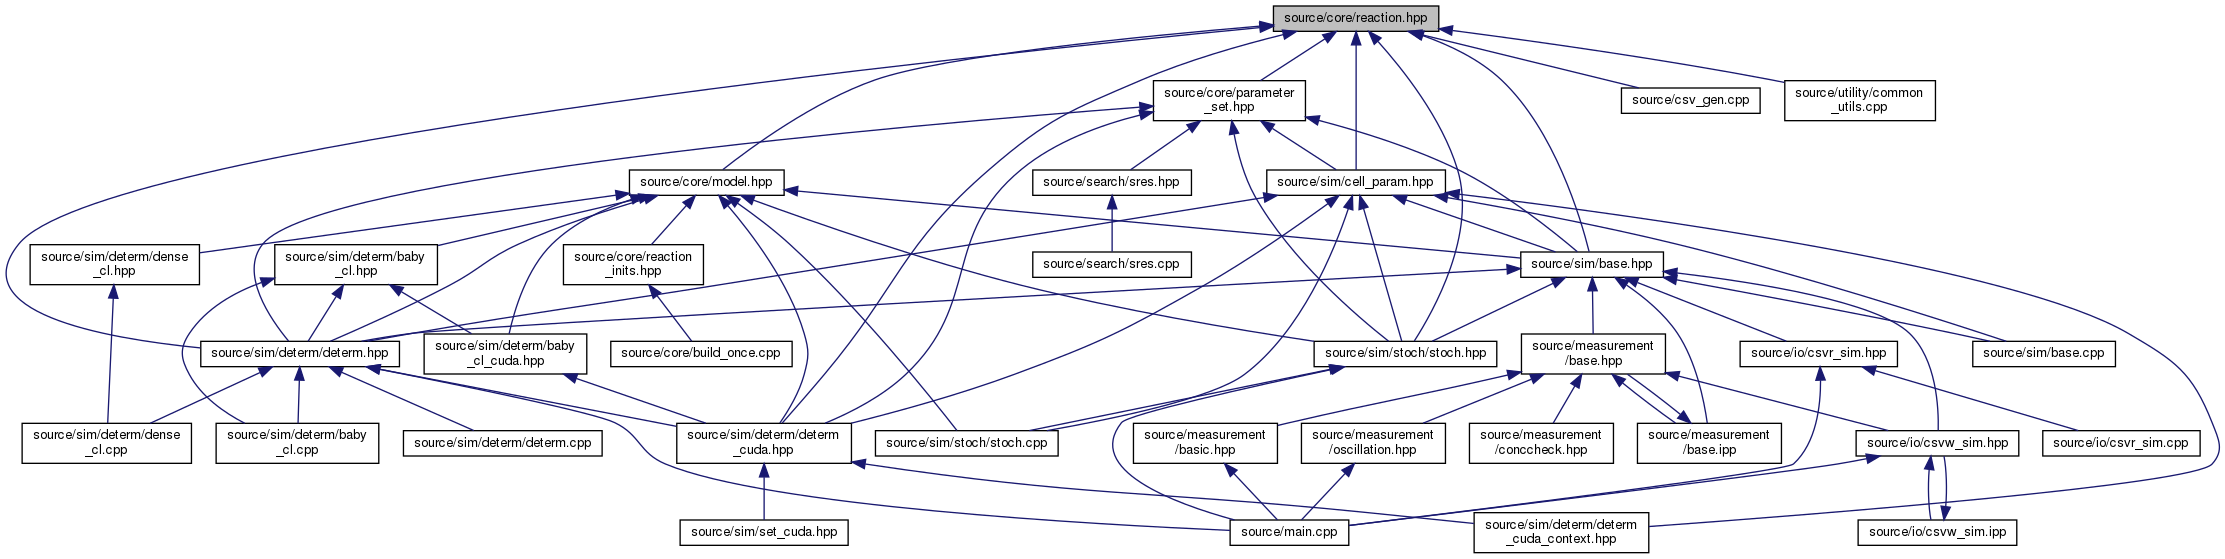 source/core/reaction.hpp
source/core/parameter
_set.hpp
source/csv_gen.cpp
source/utility/common
_utils.cpp
source/core/model.hpp
source/search/sres.hpp
source/sim/cell_param.hpp
source/sim/determ/dense
_cl.hpp
source/sim/determ/baby
_cl.hpp
source/core/reaction
_inits.hpp
source/search/sres.cpp
source/sim/base.hpp
source/sim/determ/determ.hpp
source/sim/determ/baby
_cl_cuda.hpp
source/core/build_once.cpp
source/sim/stoch/stoch.hpp
source/measurement
/base.hpp
source/io/csvr_sim.hpp
source/sim/base.cpp
source/sim/determ/dense
_cl.cpp
source/sim/determ/baby
_cl.cpp
source/sim/determ/determ.cpp
source/sim/determ/determ
_cuda.hpp
source/sim/stoch/stoch.cpp
source/measurement
/basic.hpp
source/measurement
/oscillation.hpp
source/measurement
/conccheck.hpp
source/measurement
/base.ipp
source/io/csvw_sim.hpp
source/io/csvr_sim.cpp
source/sim/set_cuda.hpp
source/main.cpp
source/sim/determ/determ
_cuda_context.hpp
source/io/csvw_sim.ipp